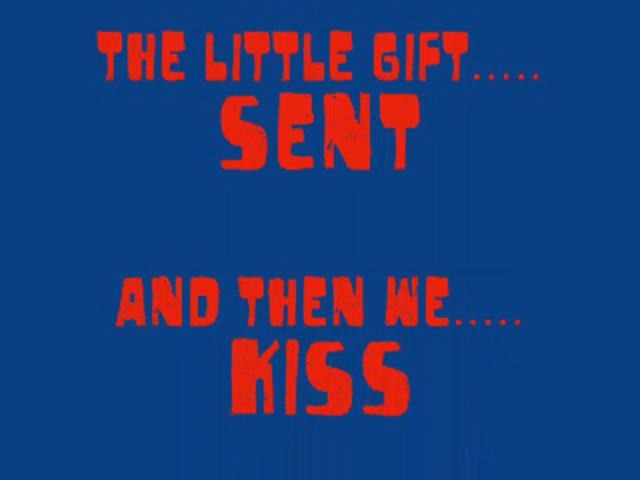 THE LITTLE GIFT.....
SENT
AND THEN WE.....
KISS